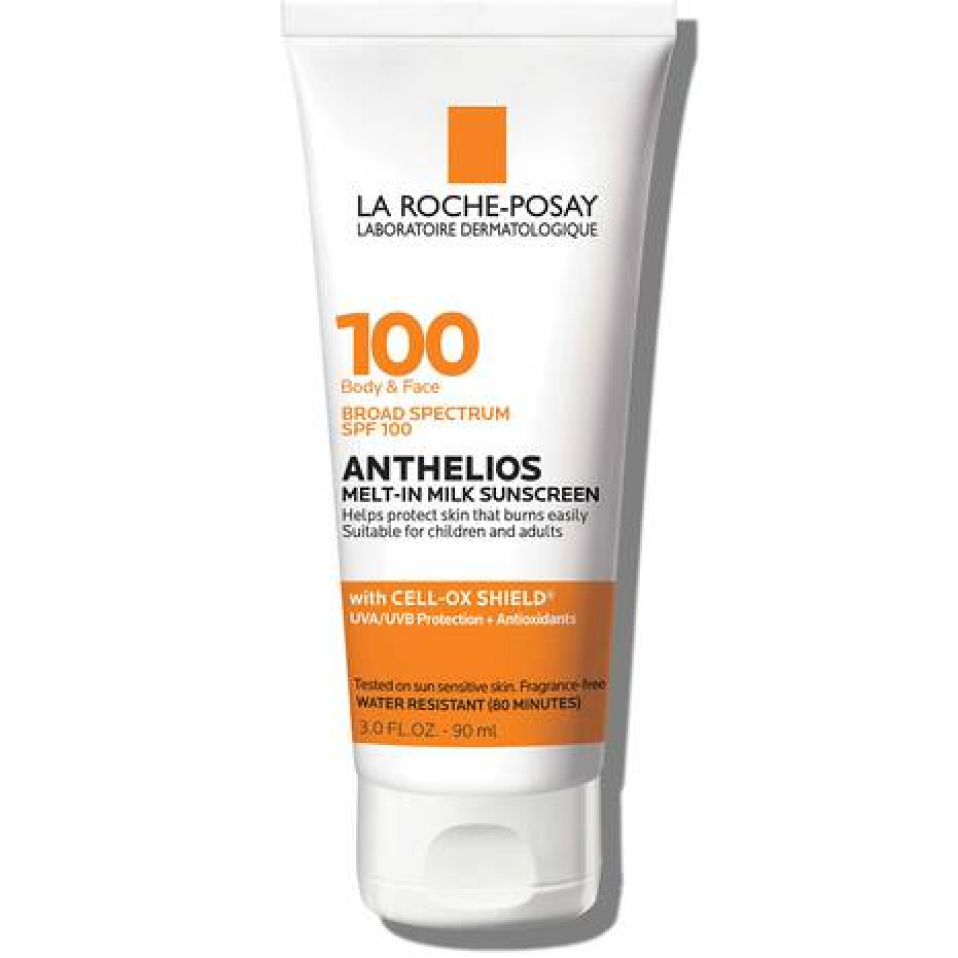 LA ROCHE-POSAY
LABORATOIRE DERMATOLOGIQUE
100
Body & Face
BROAD SPECTRUM
SPF 100
ANTHELIOS
MELT-IN MILK SUNSCREEN
Helps protect skin that burns easily
Suitable for children and adults
with CELL-OX SHIELD®
UVA/UVB Protection + Antioxidants
Tested on sun sensitive skin. Fragrance-free
WATER RESISTANT (80 MINUTES)
3.0 FL.OZ. - 90 ml